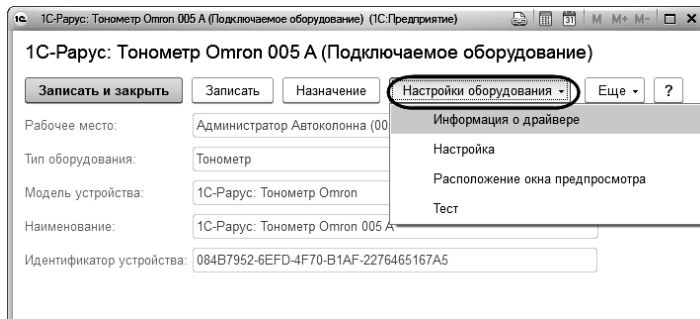 1С-Рарус: Тонометр Omron 005 А (Подключаемое оборудование) (1С:Предприятие)
31 M M+ M-
1С-Рарус: Тонометр Omron 005 А (Подключаемое оборудование)
Записать и закрыть Записать Назначение Настройки оборудования Еще ?
Рабочее место: Администратор Автоколонна (00
Информация о драйвере
Тип оборудования: Тонометр
Настройка
Модель устройства: 1С-Рарус: Тонометр Omron
Расположение окна предпросмотра
Наименование: 1С-Рарус: Тонометр Omron 005 А
Тест
Идентификатор устройства: 084B7952-6EFD-4F70-B1AF-2276465167A5